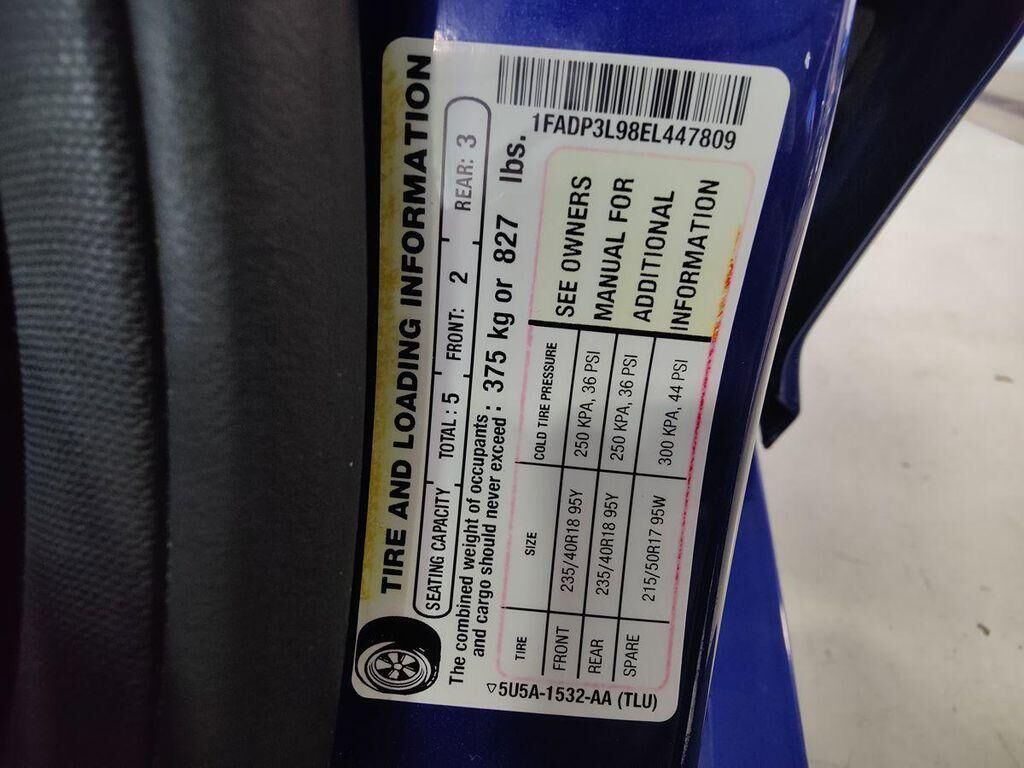 TIRE AND LOADING INFORMATION
SEATING CAPACITY TOTAL : 5 FRONT: 2 REAR: 3
The combined weight of occupants
and cargo should never exceed : 375 kg or 827 lbs.
TIRE SIZE COLD TIRE PRESSURE
FRONT 235/40R18 95Y 250 KPA, 36 PSI
REAR 235/40R18 95Y 250 KPA, 36 PSI
SPARE 215/50R17 95W 300 KPA, 44 PSI
SEE OWNERS
MANUAL FOR
ADDITIONAL
INFORMATION
5U5A-1532-AA (TLU)
1FADP3L98EL447809